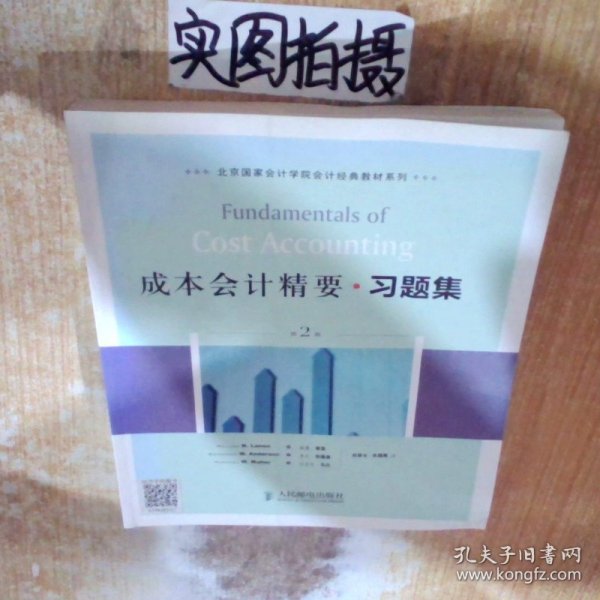 实图拍摄
北京国家会计学院会计经典教材系列
Fundamentals of
Cost Accounting
成本会计精要·习题集
第2版
人民邮电出版社
孔夫子旧书网
www.kongfz.com